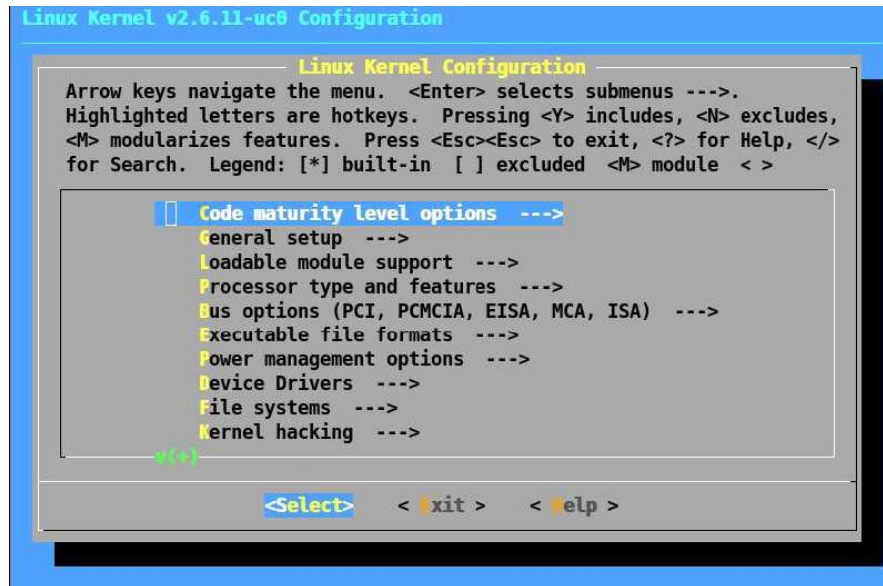 Linux Kernel v2.6.11-uc0 Configuration
Linux Kernel Configuration
Arrow keys navigate the menu.  <Enter> selects submenus --->.
Highlighted letters are hotkeys.  Pressing <Y> includes, <N> excludes,
<M> modularizes features.  Press <Esc><Esc> to exit, <?> for Help, </>
for Search.  Legend: [*] built-in  [ ] excluded  <M> module  < >
Code maturity level options  --->
General setup  --->
Loadable module support  --->
Processor type and features  --->
Bus options (PCI, PCMCIA, EISA, MCA, ISA)  --->
Executable file formats  --->
Power management options  --->
Device Drivers  --->
File systems  --->
Kernel hacking  --->
v(+)
<Select>    < Exit >    < Help >